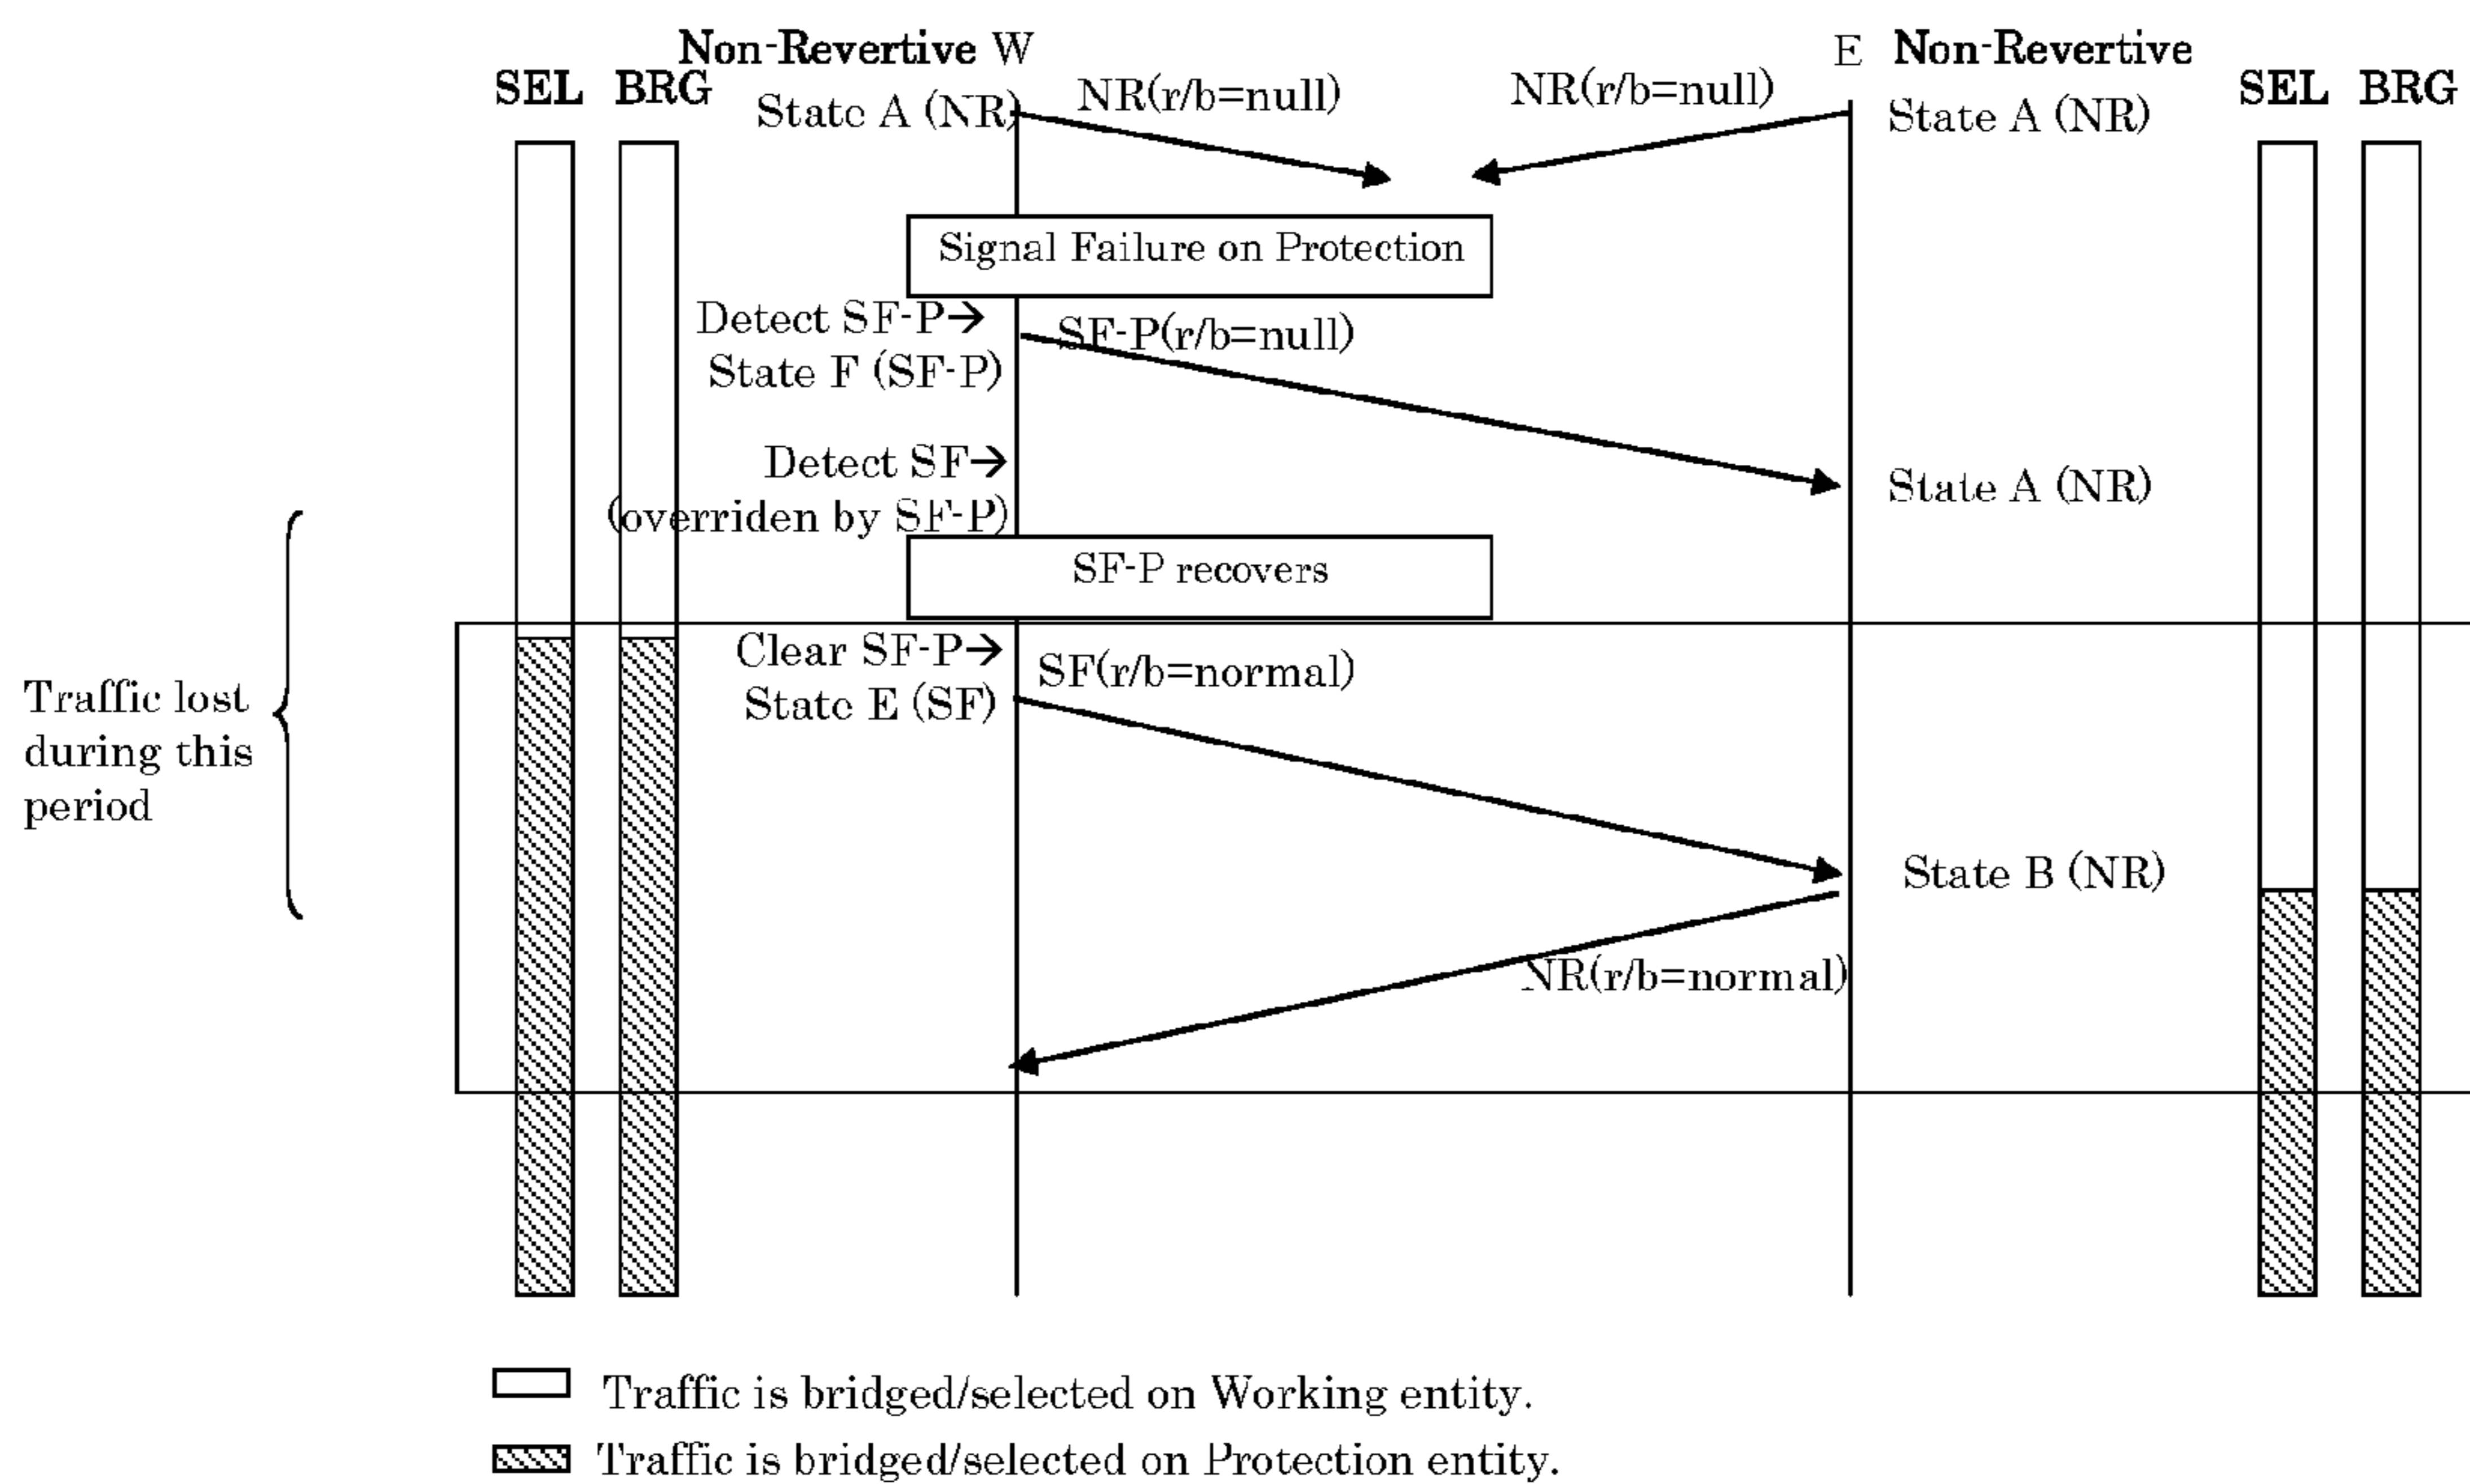 Non-Revertive W
E Non-Revertive
SEL BRG
SEL BRG
State A (NR)
NR(r/b=null)
NR(r/b=null)
State A (NR)
Signal Failure on Protection
Detect SF-P→
SF-P(r/b=null)
State F (SF-P)
Detect SF→
State A (NR)
(overriden by SF-P)
SF-P recovers
Clear SF-P→
SF(r/b=normal)
State E (SF)
Traffic lost
during this
period
State B (NR)
NR(r/b=normal)
Traffic is bridged/selected on Working entity.
Traffic is bridged/selected on Protection entity.